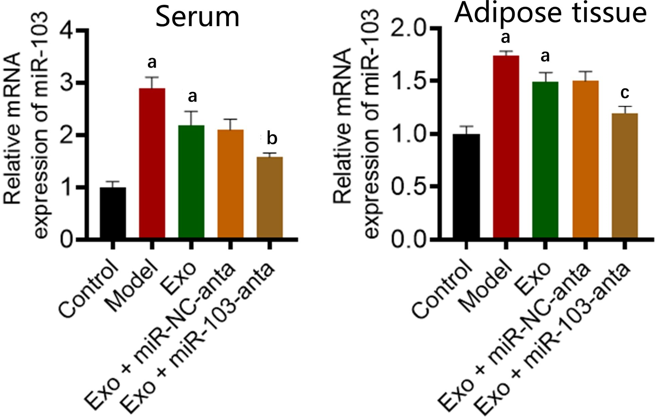 Serum
Relative mRNA
expression of miR-103
4
3
2
1
0
a
a
b
Control
Model
Exo
Exo + miR-NC-anta
Exo + miR-103-anta
Adipose tissue
Relative mRNA
expression of miR-103
2.0
1.5
1.0
0.5
0.0
a
a
c
Control
Model
Exo
Exo + miR-NC-anta
Exo + miR-103-anta